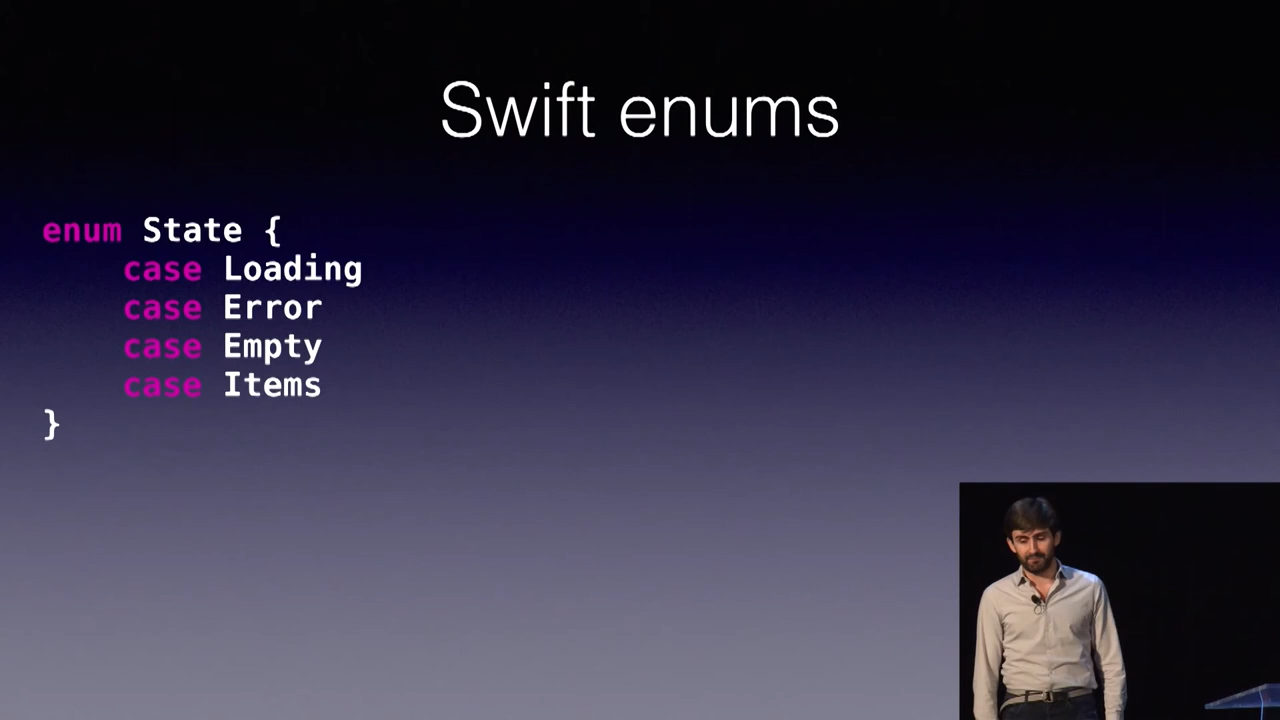 Swift enums
enum State {
    case Loading
    case Error
    case Empty
    case Items
}